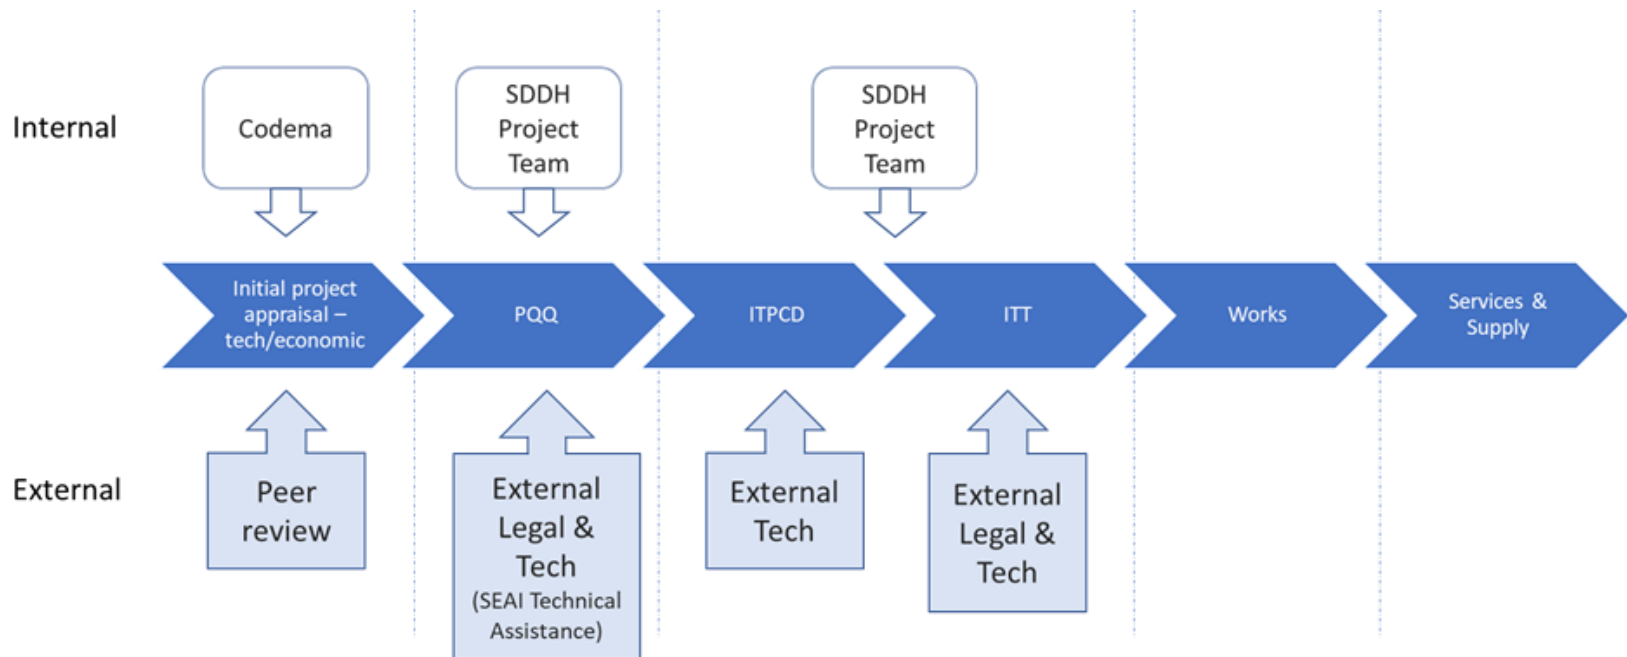 Internal
Codema
SDDH
Project
Team
SDDH
Project
Team
Initial project
appraisal –
tech/economic
PQQ
ITPCD
ITT
Works
Services &
Supply
External
Peer
review
External
Legal &
Tech
(SEAI Technical
Assistance)
External
Tech
External
Legal &
Tech